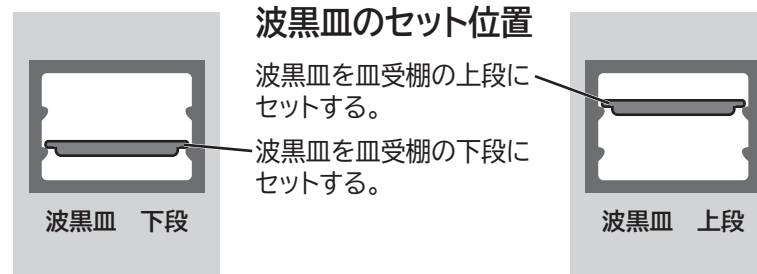 波黒皿のセット位置
波黒皿を皿受棚の上段に
セットする。
波黒皿を皿受棚の下段に
セットする。
波黒皿　下段
波黒皿　上段